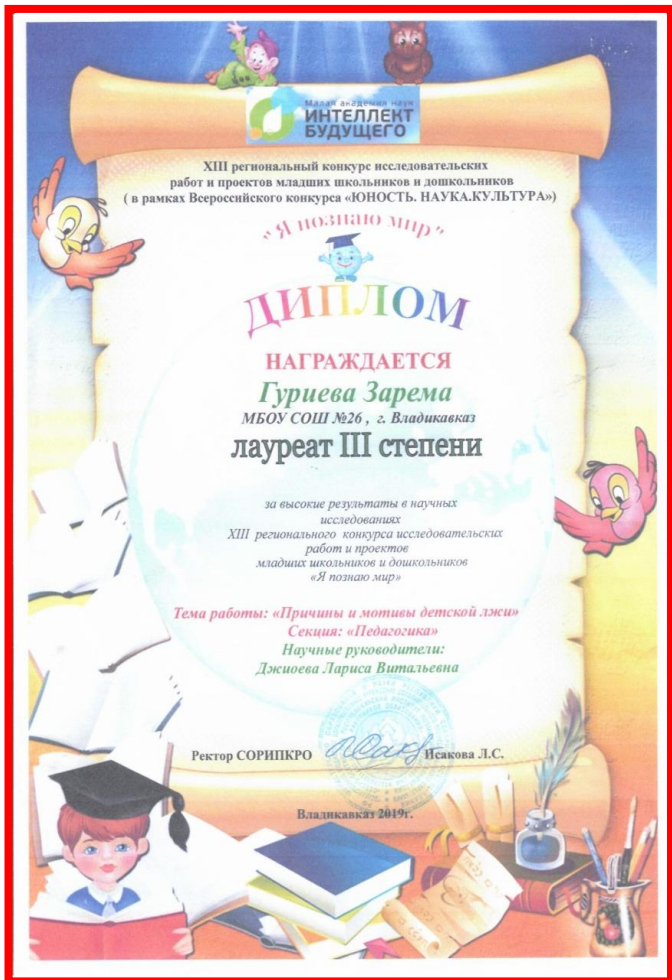 Малая академия наук
ИНТЕЛЛЕКТ
БУДУЩЕГО
XIII региональный конкурс исследовательских
работ и проектов младших школьников и дошкольников
( в рамках Всероссийского конкурса «ЮНОСТЬ. НАУКА.КУЛЬТУРА»)
"Я познаю мир"
ДИПЛОМ
НАГРАЖДАЕТСЯ
Гуриева Зарема
МБОУ СОШ №26 , г. Владикавказ
лауреат III степени
за высокие результаты в научных
исследованиях
XIII регионального конкурса исследовательских
работ и проектов
младших школьников и дошкольников
«Я познаю мир»
Тема работы: «Причины и мотивы детской лжи»
Секция: «Педагогика»
Научные руководители:
Джиоева Лариса Витальевна
Ректор СОРИПКРО Исакова Л.С.
Владикавказ 2019г.